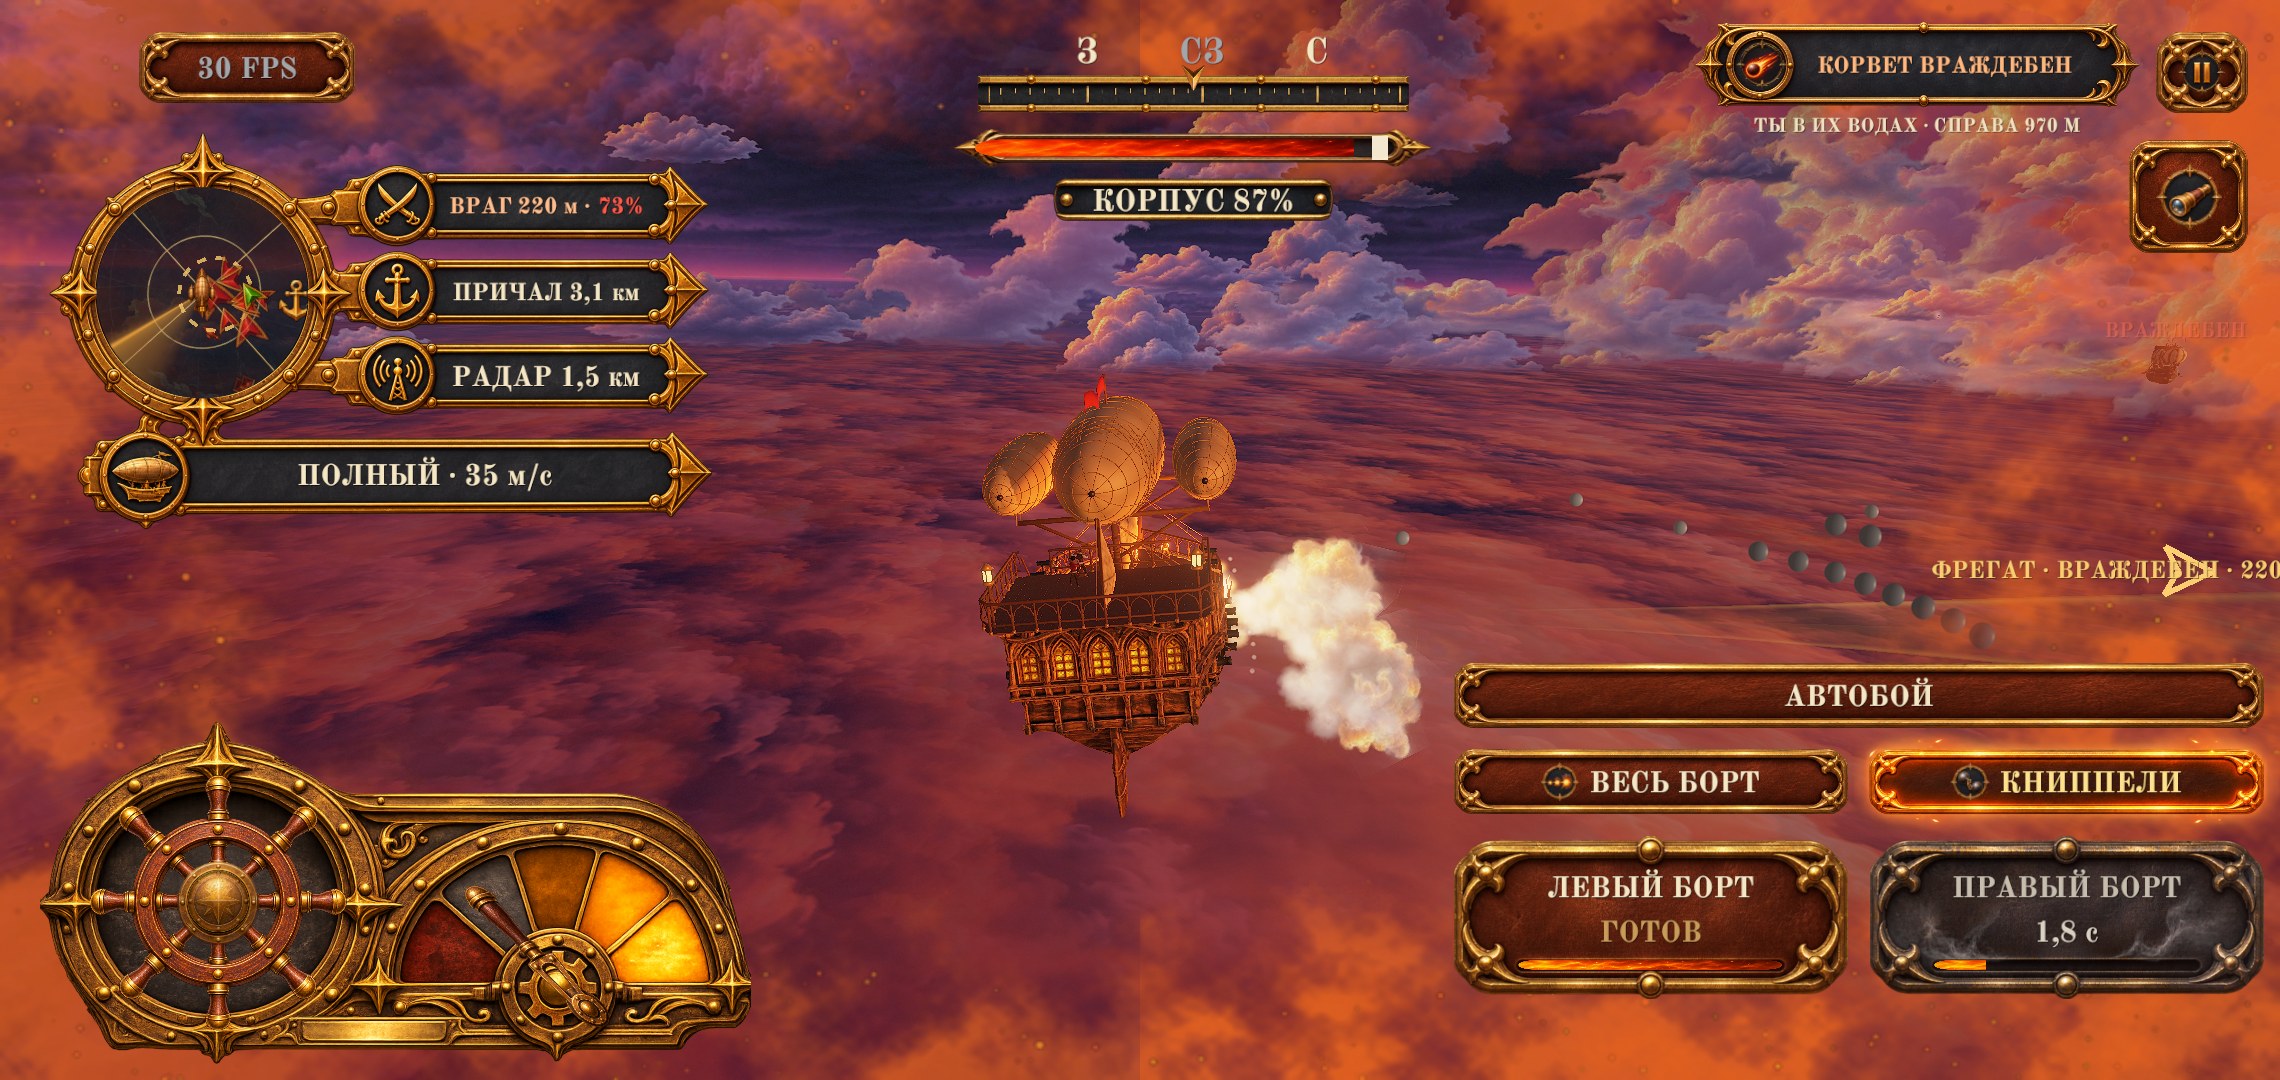 30 FPS
З СЗ С
КОРПУС 87%
КОРВЕТ ВРАЖДЕБЕН
ТЫ В ИХ ВОДАХ · СПРАВА 970 М
ВРАГ 220 м · 73%
ПРИЧАЛ 3,1 км
РАДАР 1,5 км
ПОЛНЫЙ · 35 м/с
ВРАЖДЕБЕН
ФРЕГАТ · ВРАЖДЕБЕН · 220
АВТОБОЙ
ВЕСЬ БОРТ
КНИППЕЛИ
ЛЕВЫЙ БОРТ
ГОТОВ
ПРАВЫЙ БОРТ
1,8 с